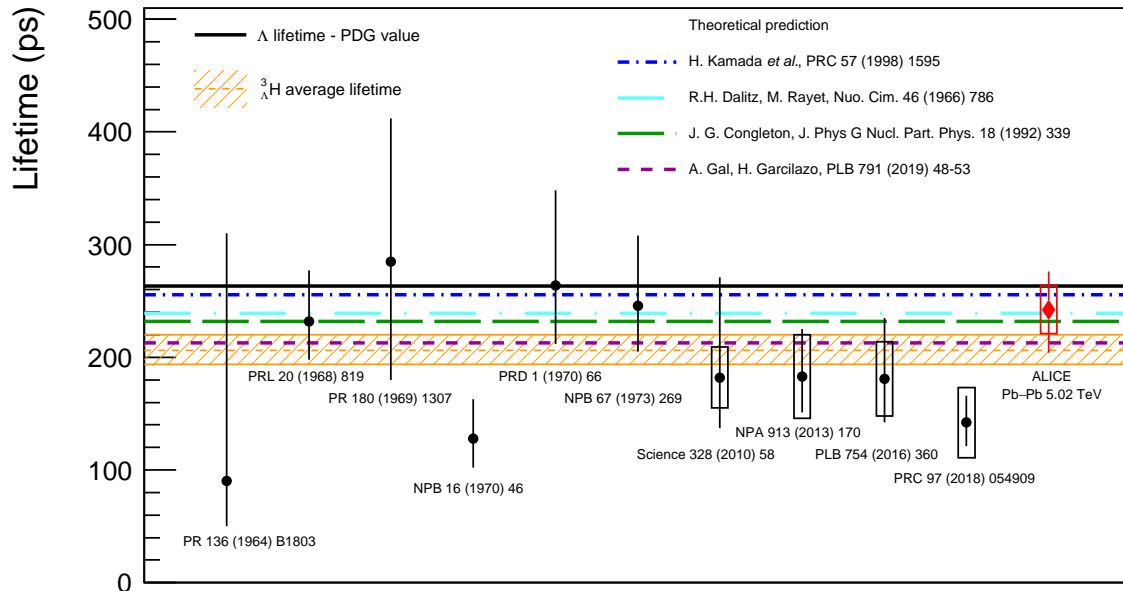 Lifetime (ps)
500
400
300
200
100
0
Λ lifetime - PDG value
³ΛH average lifetime
Theoretical prediction
H. Kamada et al., PRC 57 (1998) 1595
R.H. Dalitz, M. Rayet, Nuo. Cim. 46 (1966) 786
J. G. Congleton, J. Phys G Nucl. Part. Phys. 18 (1992) 339
A. Gal, H. Garcilazo, PLB 791 (2019) 48-53
PRL 20 (1968) 819
PRD 1 (1970) 66
ALICE
Pb–Pb 5.02 TeV
PR 180 (1969) 1307
NPB 67 (1973) 269
NPA 913 (2013) 170
Science 328 (2010) 58
PLB 754 (2016) 360
PRC 97 (2018) 054909
NPB 16 (1970) 46
PR 136 (1964) B1803